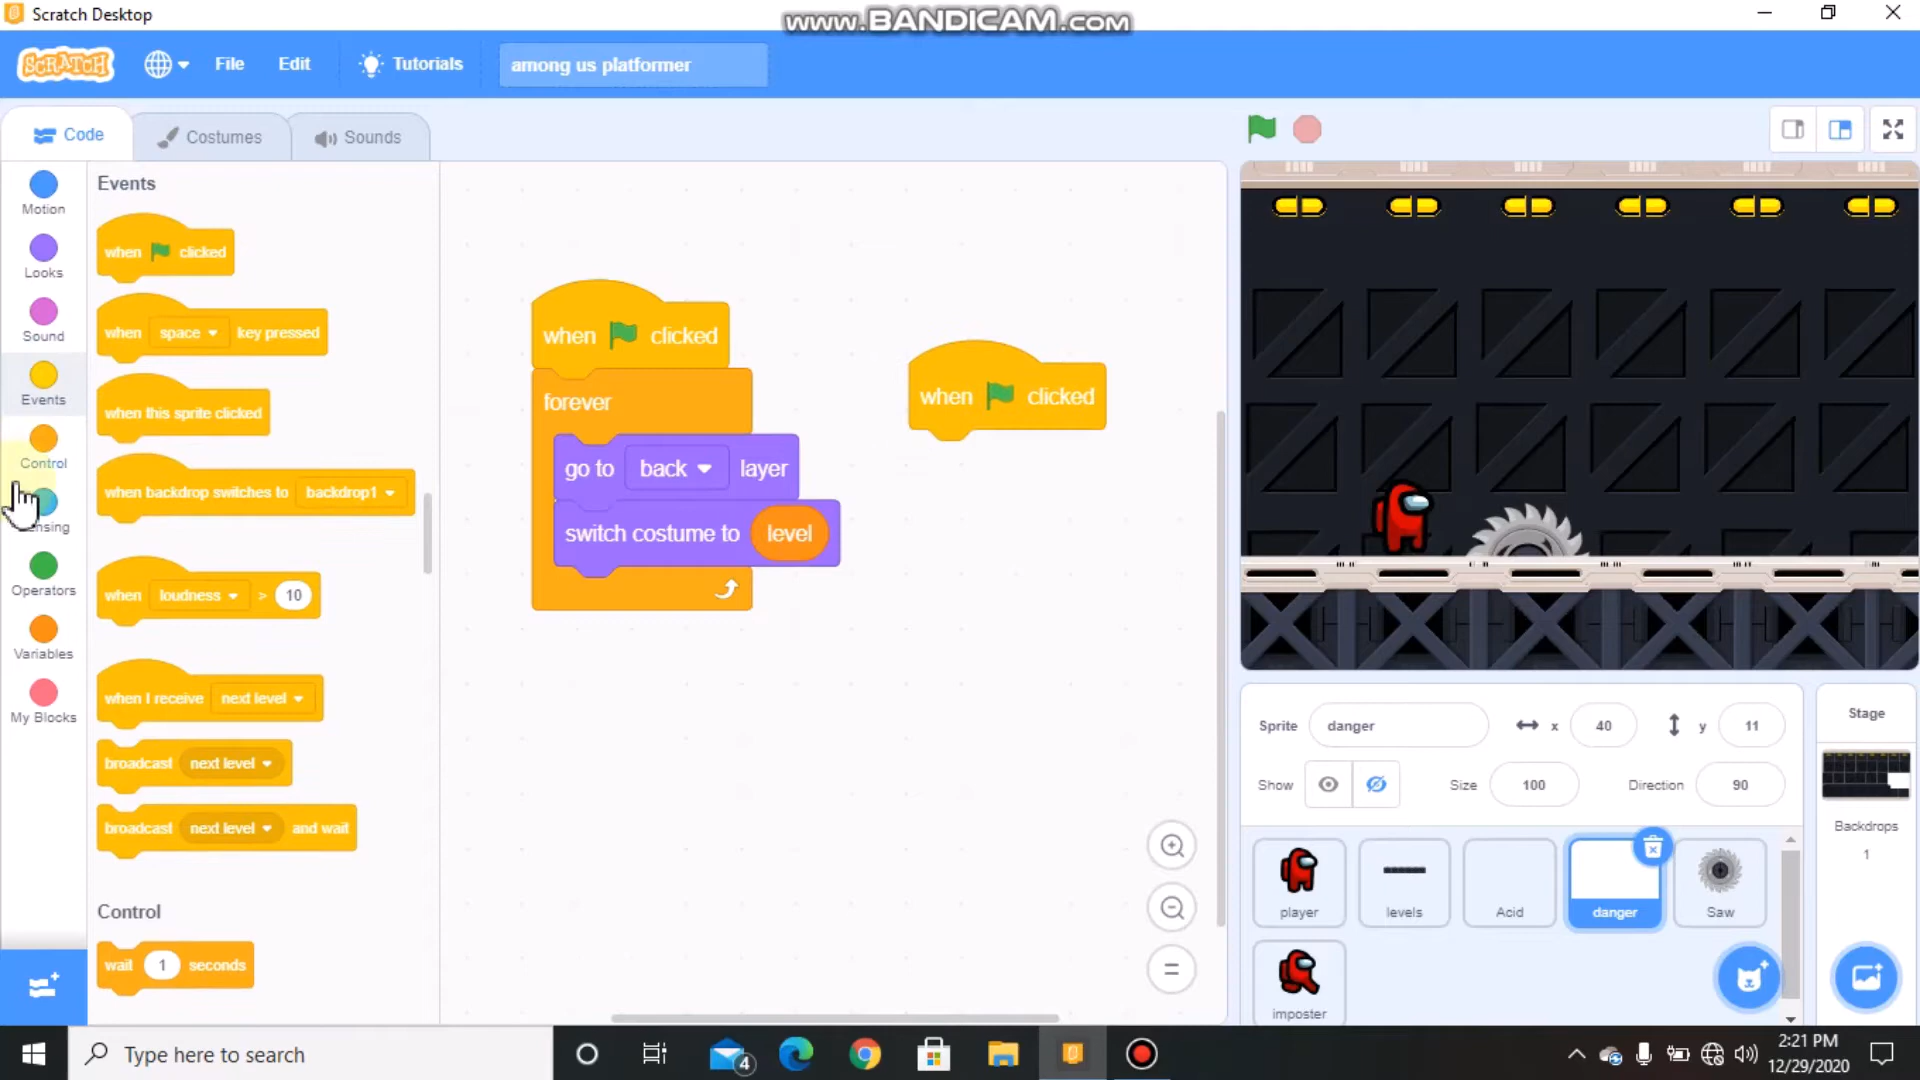 Scratch Desktop
www.BANDICAM.com
SCRATCH
File
Edit
Tutorials
among us platformer
Code
Costumes
Sounds
Motion
Looks
Sound
Events
Control
Operators
Variables
My Blocks
Events
when clicked
when space key pressed
when this sprite clicked
when backdrop switches to backdrop1
when loudness > 10
when I receive next level
broadcast next level
broadcast next level and wait
Control
wait 1 seconds
when clicked
forever
go to back layer
switch costume to level
when clicked
Sprite danger x 40 y 11
Show Size 100 Direction 90
player
levels
Acid
danger
Saw
imposter
Stage
Backdrops
1
Type here to search
4
2:21 PM
12/29/2020